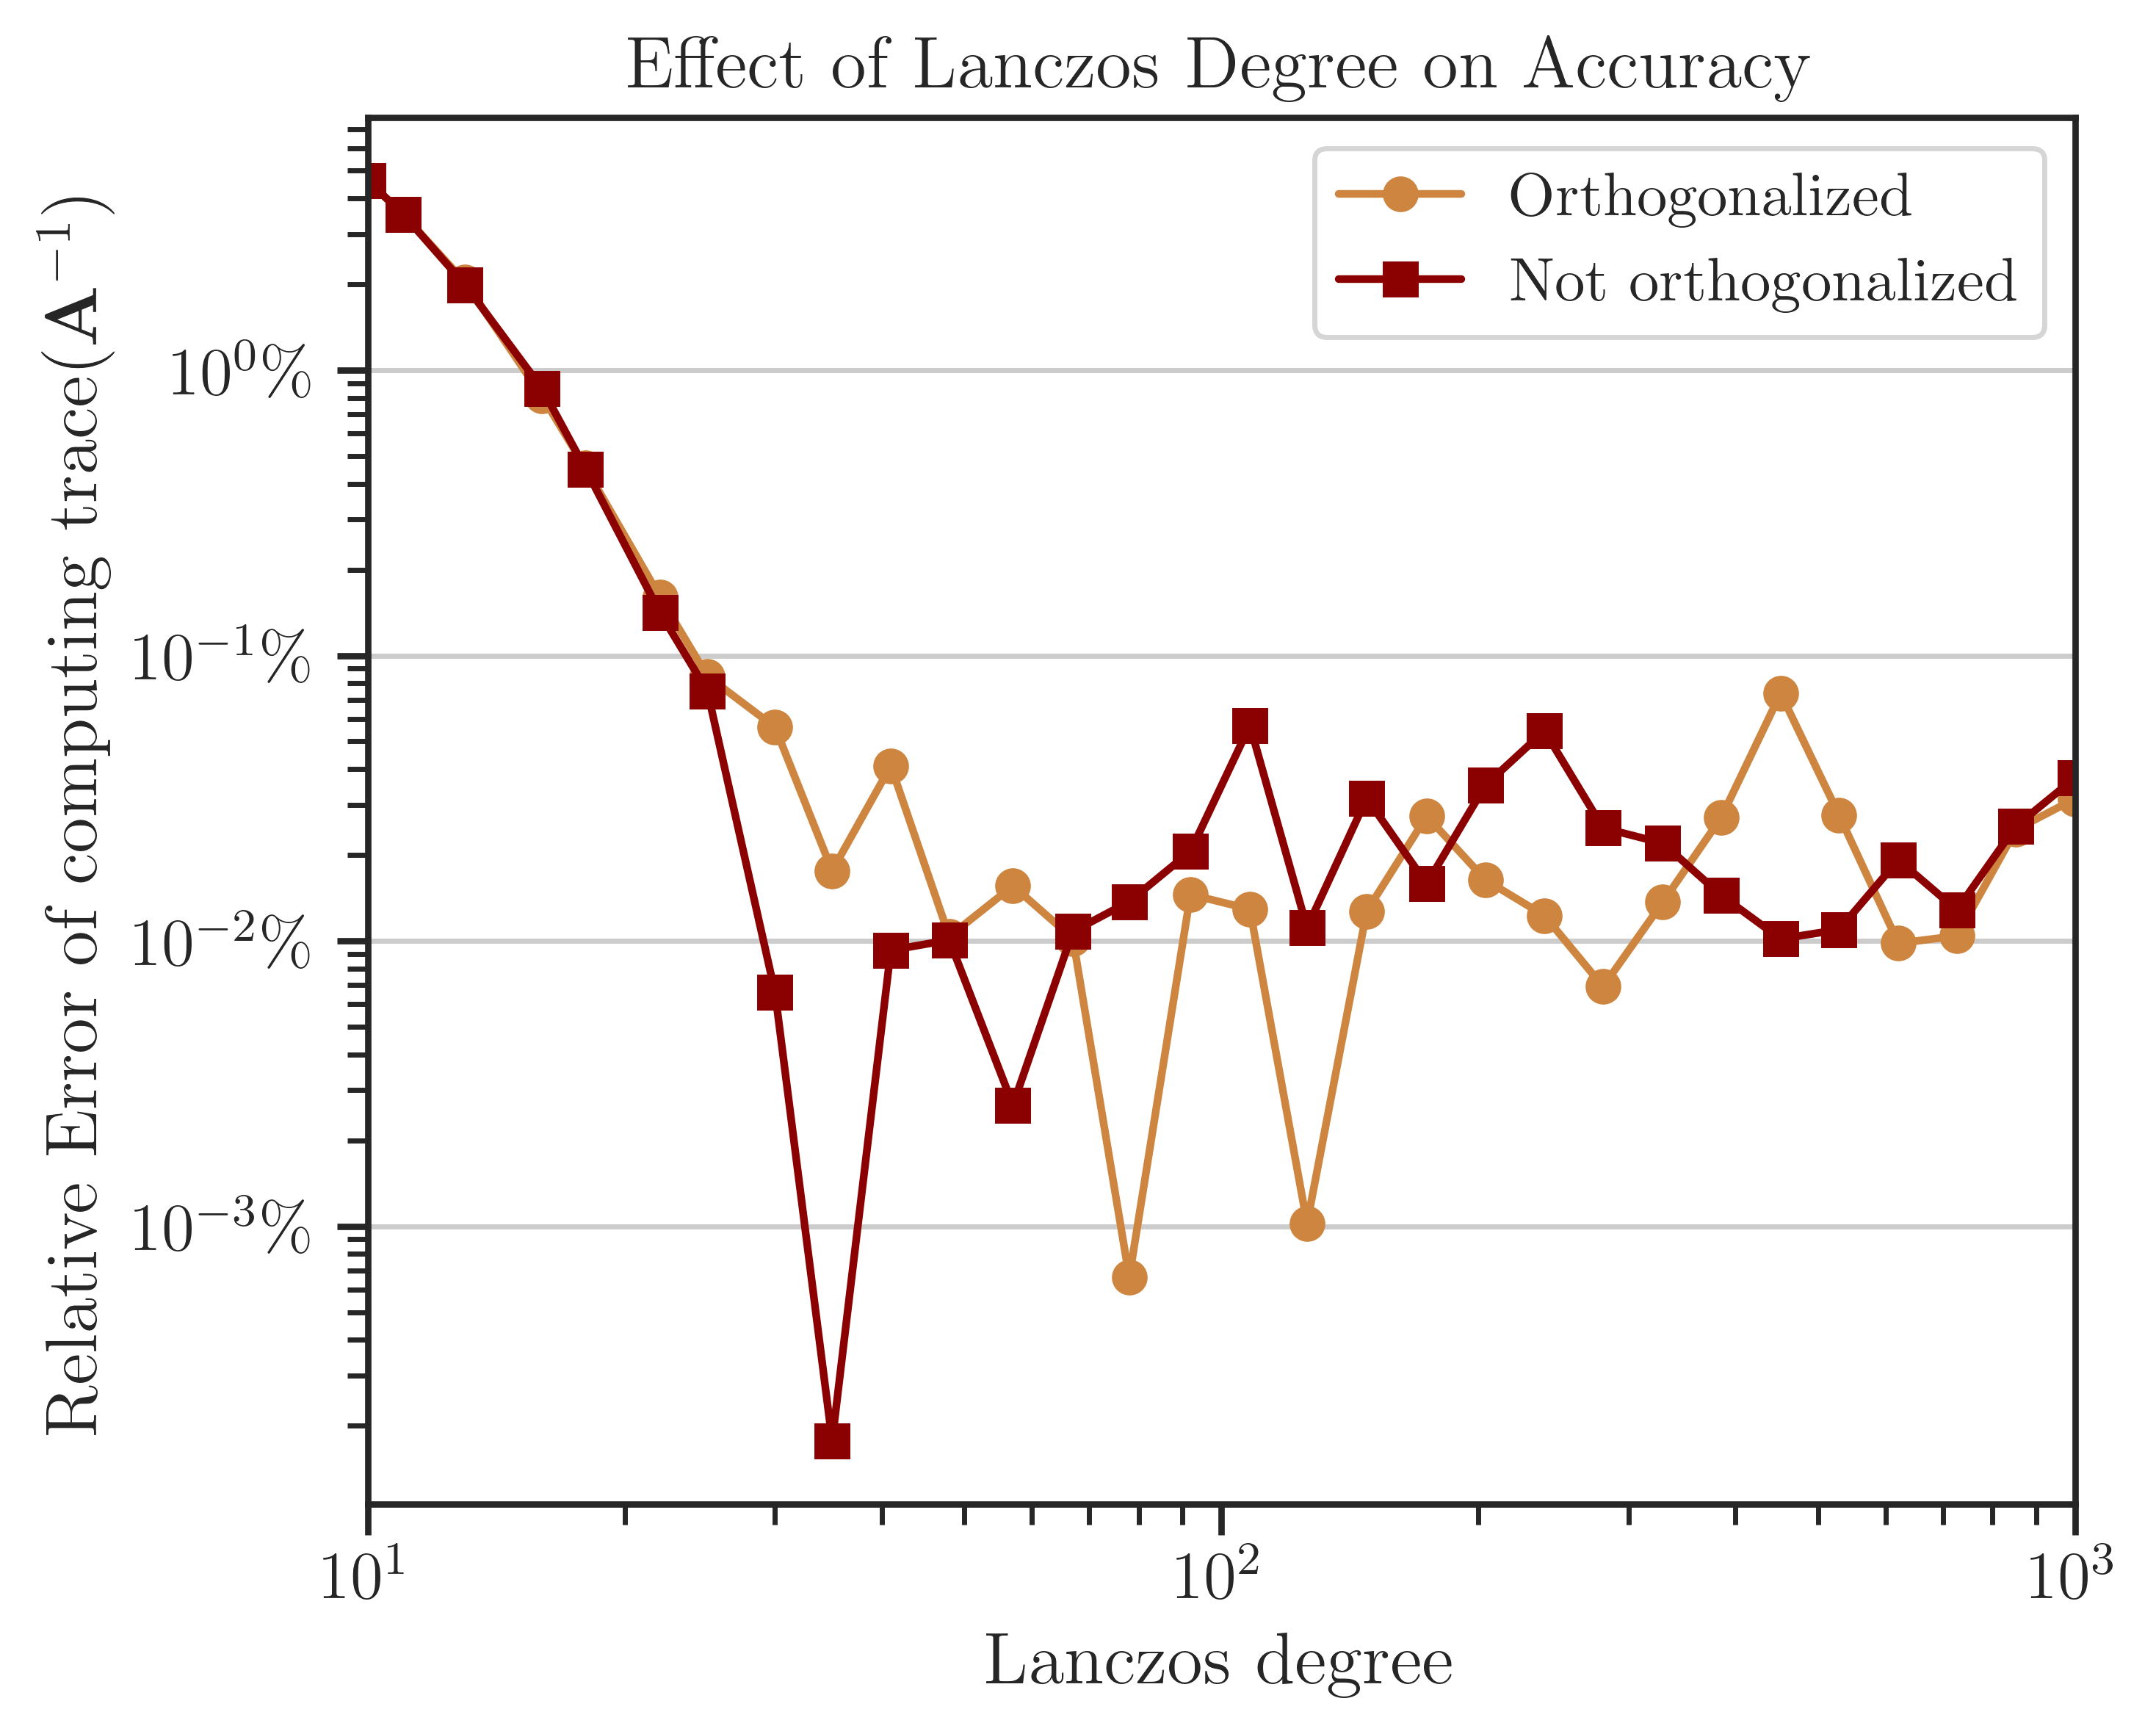 Effect of Lanczos Degree on Accuracy
Orthogonalized
Not orthogonalized
Relative Error of computing trace(A⁻¹)
10⁰%
10⁻¹%
10⁻²%
10⁻³%
10¹
10²
10³
Lanczos degree